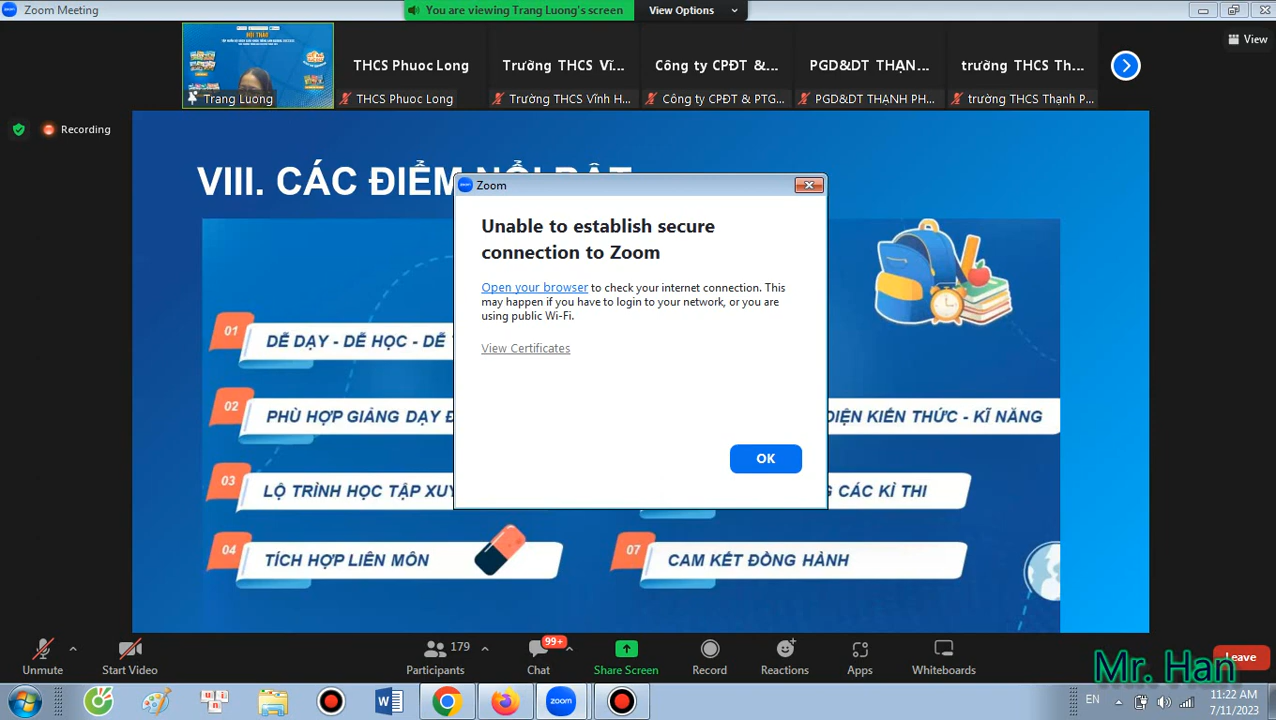 Zoom Meeting
You are viewing Trang Luong's screen
View Options
View
THCS Phuoc Long
Trường THCS Vĩ...
Công ty CPĐT &...
PGD&DT THẠN...
trường THCS Th...
Trang Luong
THCS Phuoc Long
Trường THCS Vĩnh H...
Công ty CPĐT & PTG...
PGD&DT THẠNH PH...
trường THCS Thạnh P...
Recording
VIII. CÁC ĐIỂM NỔI BẬT
Zoom
Unable to establish secure
connection to Zoom
Open your browser to check your internet connection. This
may happen if you have to login to your network, or you are
using public Wi-Fi.
View Certificates
OK
01
DỄ DẠY - DỄ HỌC - DỄ
02
PHÙ HỢP GIẢNG DẠY
DIỆN KIẾN THỨC - KĨ NĂNG
03
LỘ TRÌNH HỌC TẬP
CÁC KÌ THI
04
TÍCH HỢP LIÊN MÔN
07
CAM KẾT ĐỒNG HÀNH
Unmute
Start Video
179
Participants
99+
Chat
Share Screen
Record
Reactions
Apps
Whiteboards
Leave
Mr. Han
EN
11:22 AM
7/11/2023